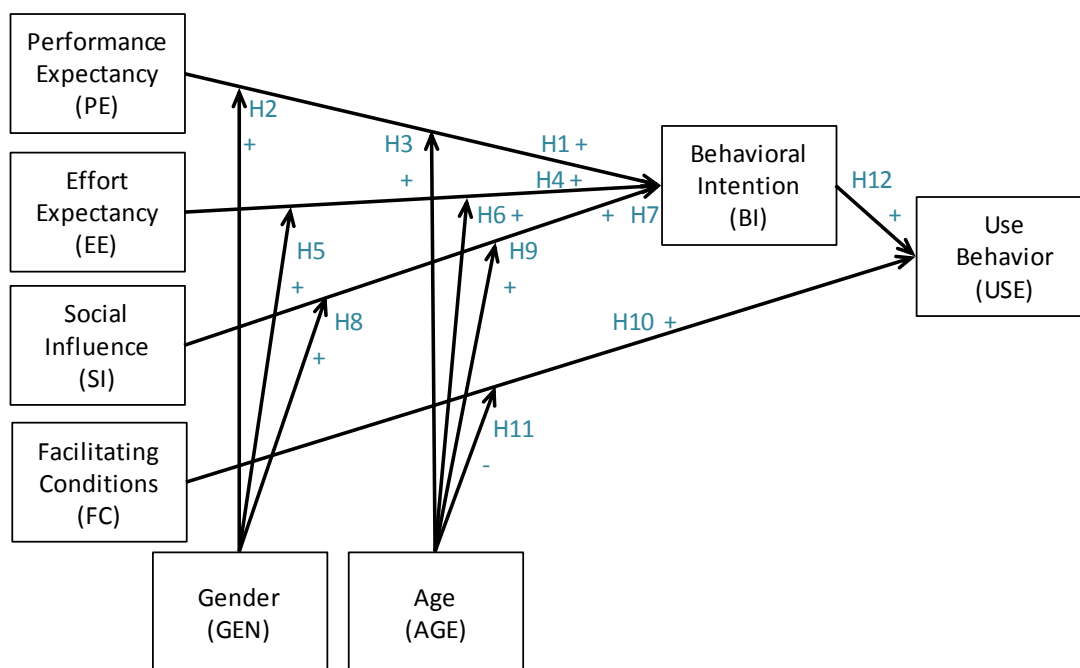 Performance
Expectancy
(PE)
H2
+
H3
+
H1 +
Behavioral
Intention
(BI)
H12
+
Effort
Expectancy
(EE)
H4 +
H6 +
+ H7
H5
+
H9
+
Use
Behavior
(USE)
Social
Influence
(SI)
H8
+
H10 +
Facilitating
Conditions
(FC)
H11
-
Gender
(GEN)
Age
(AGE)